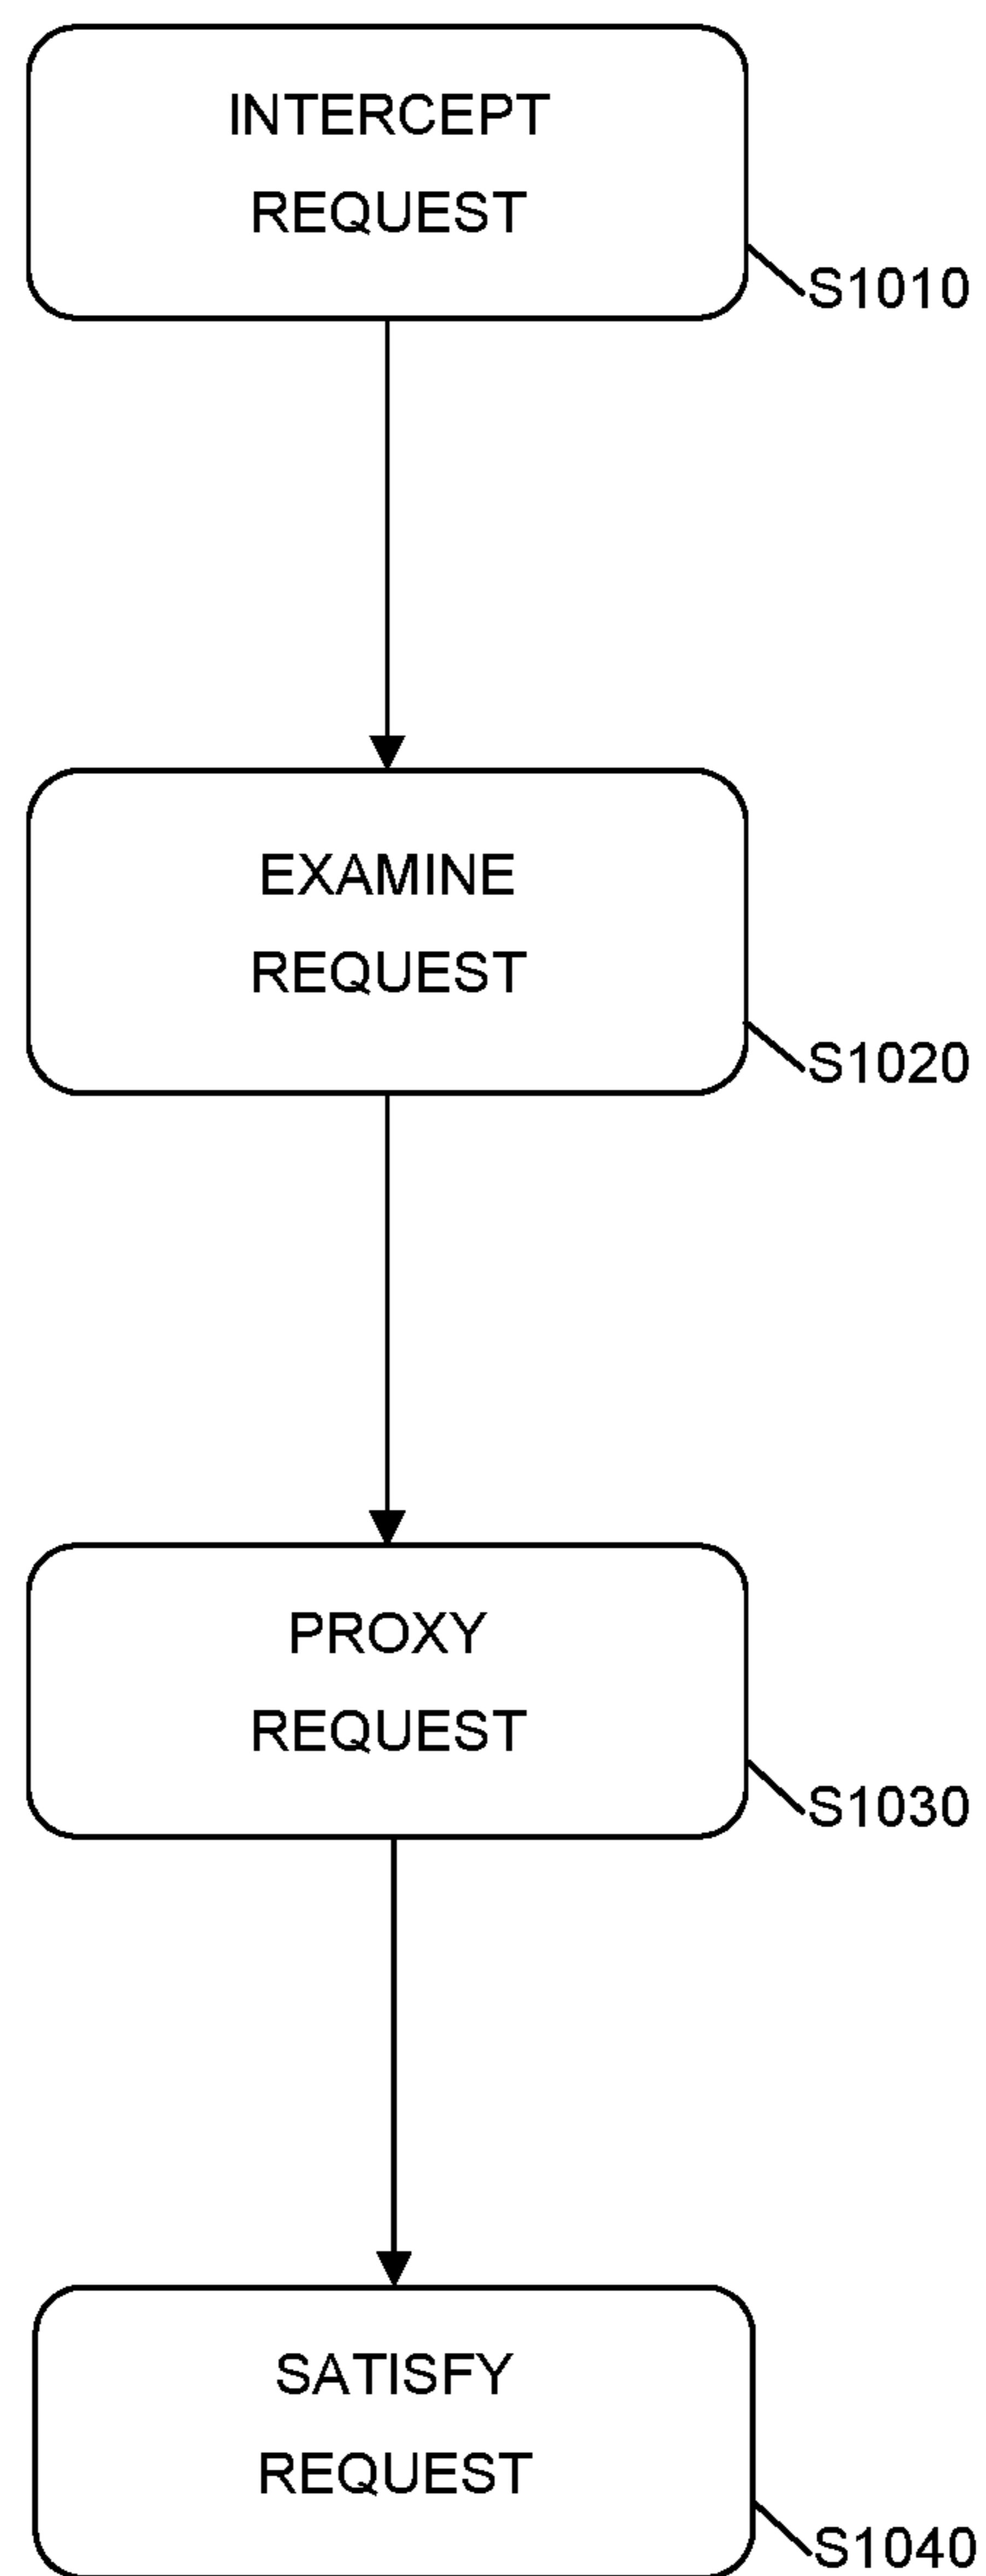 INTERCEPT
REQUEST
S1010
EXAMINE
REQUEST
S1020
PROXY
REQUEST
S1030
SATISFY
REQUEST
S1040